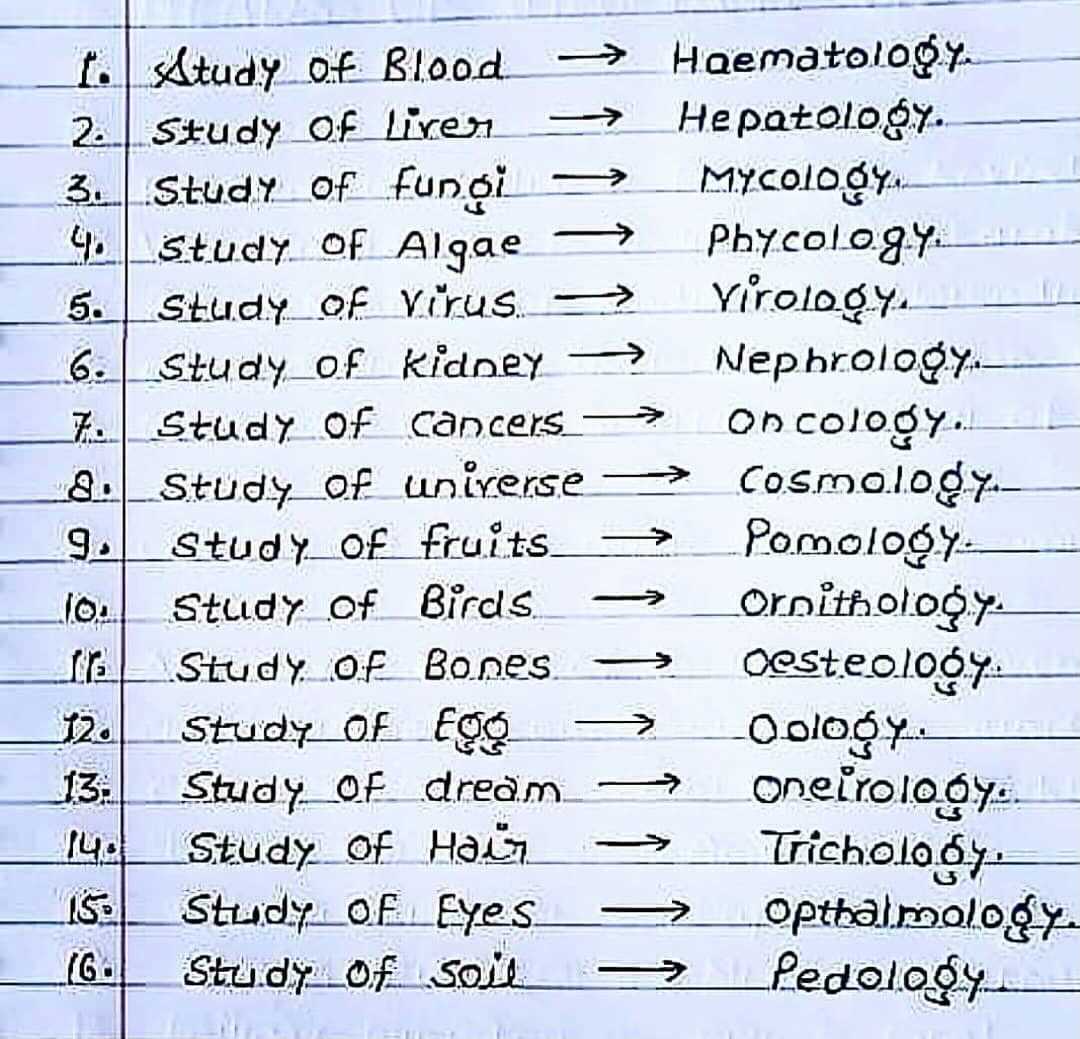 1. Study of Blood → Haematology.
2. Study of liver → Hepatology.
3. Study of fungi → Mycology.
4. Study of Algae → Phycology.
5. Study of Virus → Virology.
6. Study of kidney → Nephrology.
7. Study of cancers → Oncology.
8. Study of universe → Cosmology.
9. Study of fruits → Pomology.
10. Study of Birds → Ornithology.
11. Study of Bones → Oesteology.
12. Study of Egg → Oology.
13. Study of dream → Oneirology.
14. Study of Hair → Trichology.
15. Study of Eyes → Opthalmology.
16. Study of soil → Pedology.